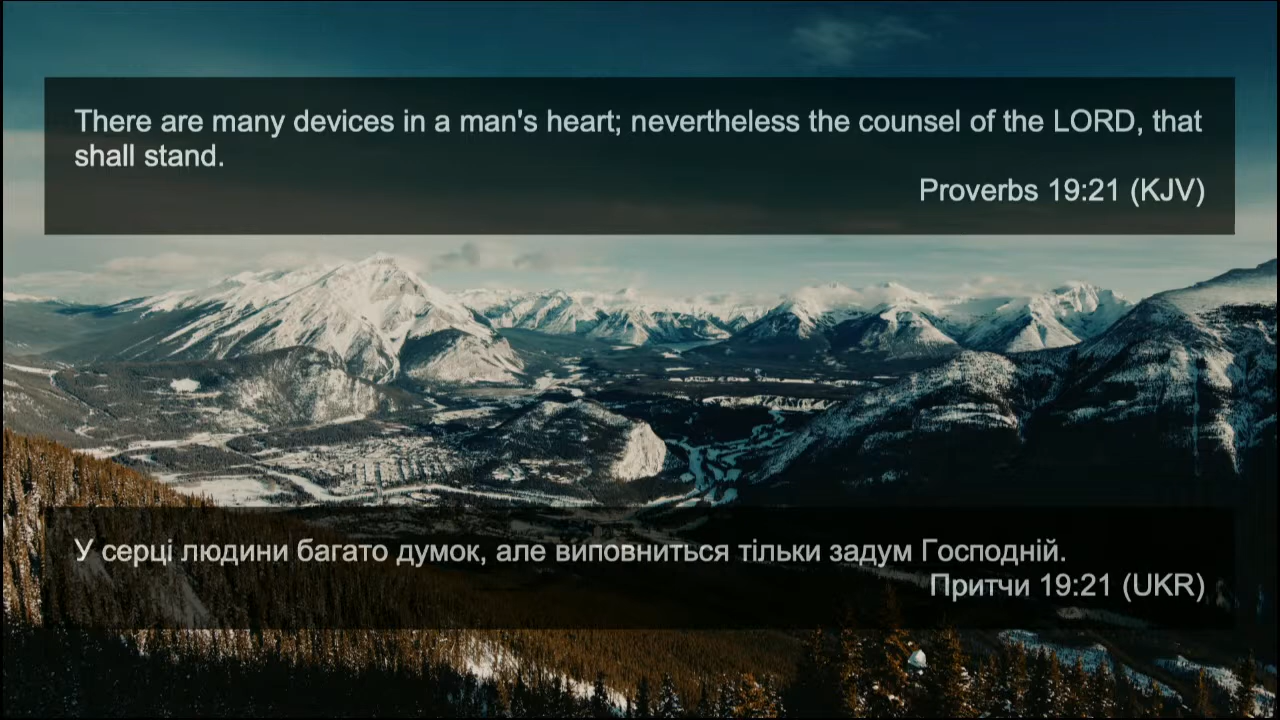 There are many devices in a man's heart; nevertheless the counsel of the LORD, that
shall stand.
Proverbs 19:21 (KJV)
У серці людини багато думок, але виповниться тільки задум Господній.
Притчи 19:21 (UKR)